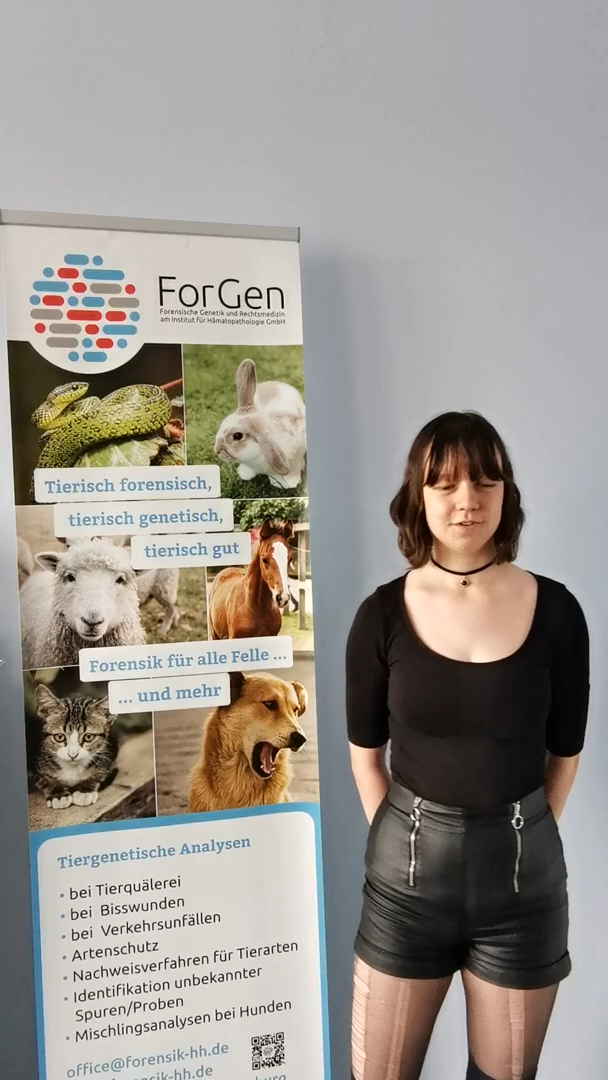 ForGen
Forensische Genetik und Rechtsmedizin
am Institut für Hämatopathologie GmbH
Tierisch forensisch,
tierisch genetisch,
tierisch gut
Forensik für alle Felle ...
... und mehr
Tiergenetische Analysen
• bei Tierquälerei
• bei Bisswunden
• bei Verkehrsunfällen
• Artenschutz
• Nachweisverfahren für Tierarten
• Identifikation unbekannter
Spuren/Proben
• Mischlingsanalysen bei Hunden
office@forensik-hh.de